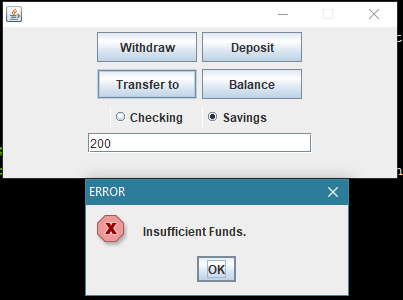 Withdraw Deposit
Transfer to Balance
Checking Savings
200
ERROR
Insufficient Funds.
OK